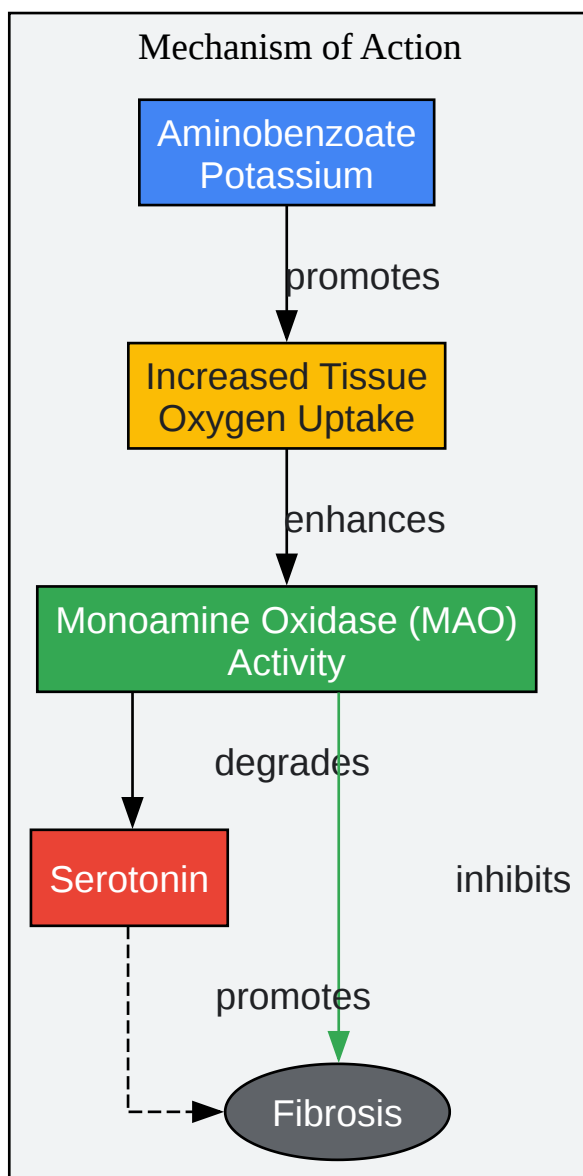 Mechanism of Action
Aminobenzoate
Potassium
promotes
Increased Tissue
Oxygen Uptake
enhances
Monoamine Oxidase (MAO)
Activity
degrades
Serotonin
inhibits
promotes
Fibrosis